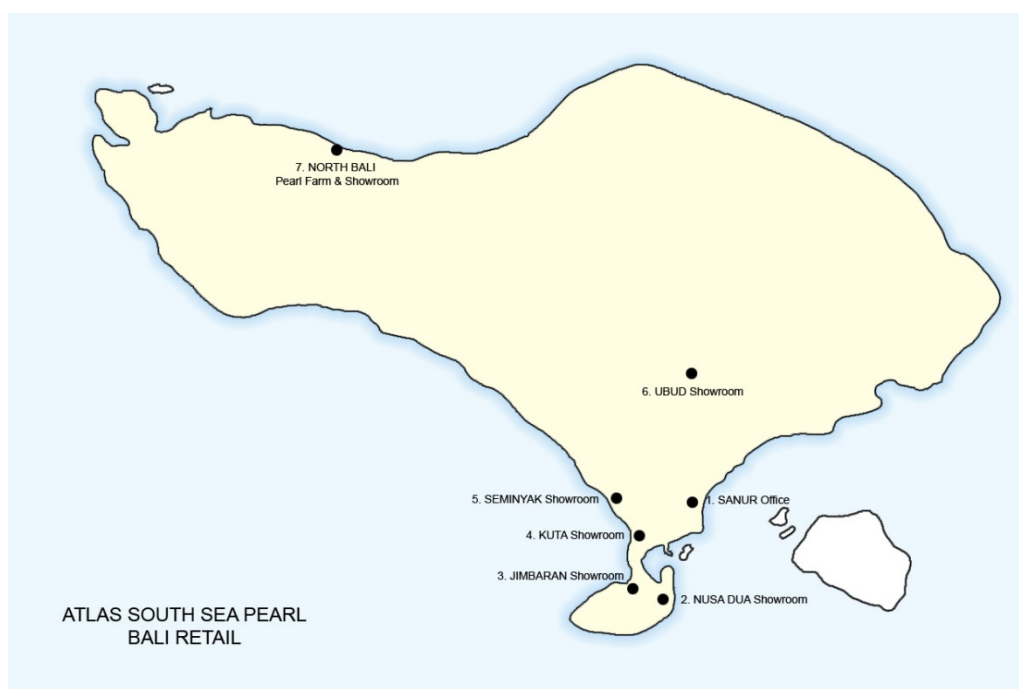 7. NORTH BALI
Pearl Farm & Showroom
6. UBUD Showroom
5. SEMINYAK Showroom
1. SANUR Office
4. KUTA Showroom
3. JIMBARAN Showroom
2. NUSA DUA Showroom
ATLAS SOUTH SEA PEARL
BALI RETAIL